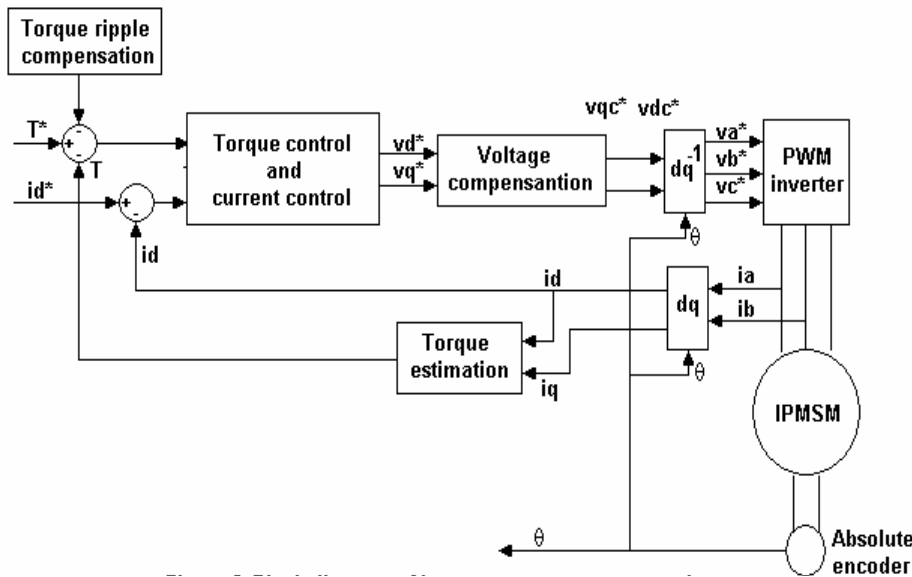 Torque ripple
compensation
T*
+
-
-
T
id*
+
-
id
Torque control
and
current control
vd*
vq*
Voltage
compensantion
vqc* vdc*
dq-1
θ
va*
vb*
vc*
PWM
inverter
id
dq
ia
ib
θ
Torque
estimation
iq
IPMSM
θ
Absolute
encoder